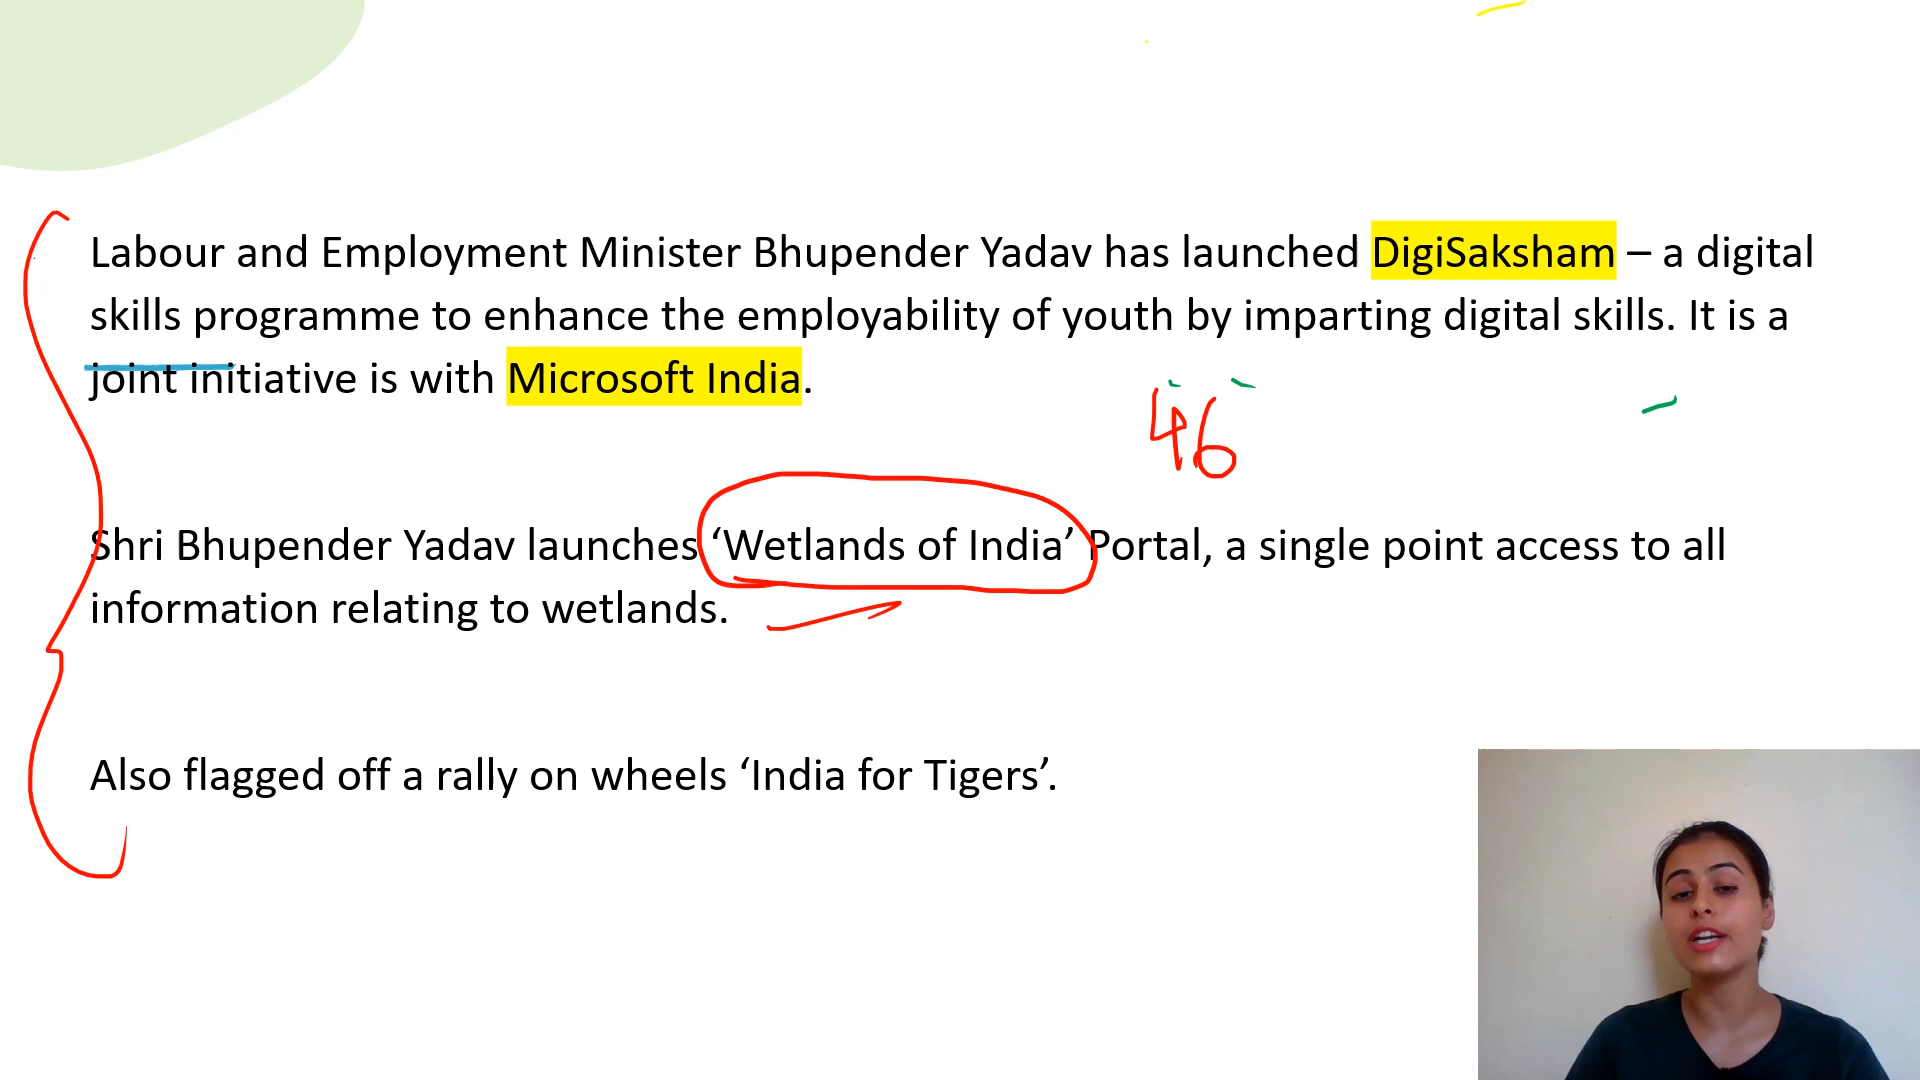 Labour and Employment Minister Bhupender Yadav has launched DigiSaksham – a digital
skills programme to enhance the employability of youth by imparting digital skills. It is a
joint initiative is with Microsoft India.
46
Shri Bhupender Yadav launches ‘Wetlands of India’ Portal, a single point access to all
information relating to wetlands.
Also flagged off a rally on wheels ‘India for Tigers’.